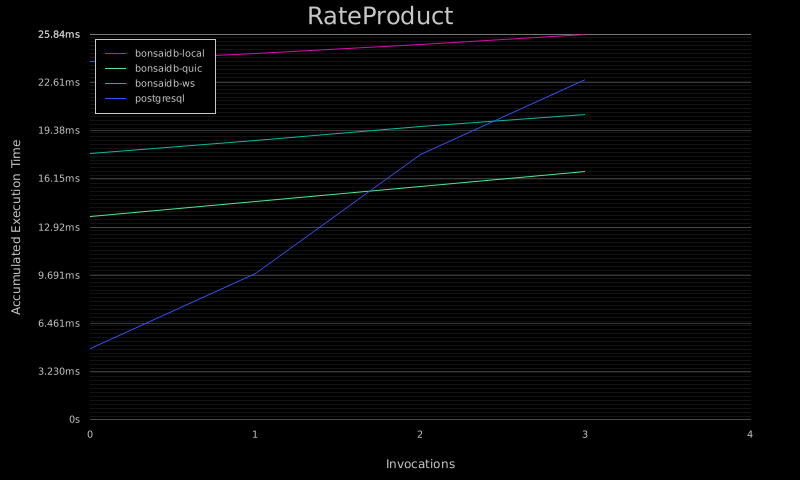 RateProduct
25.84ms
22.61ms
19.38ms
16.15ms
12.92ms
9.691ms
6.461ms
3.230ms
0s
bonsaidb-local
bonsaidb-quic
bonsaidb-ws
postgresql
Accumulated Execution Time
0 1 2 3 4
Invocations